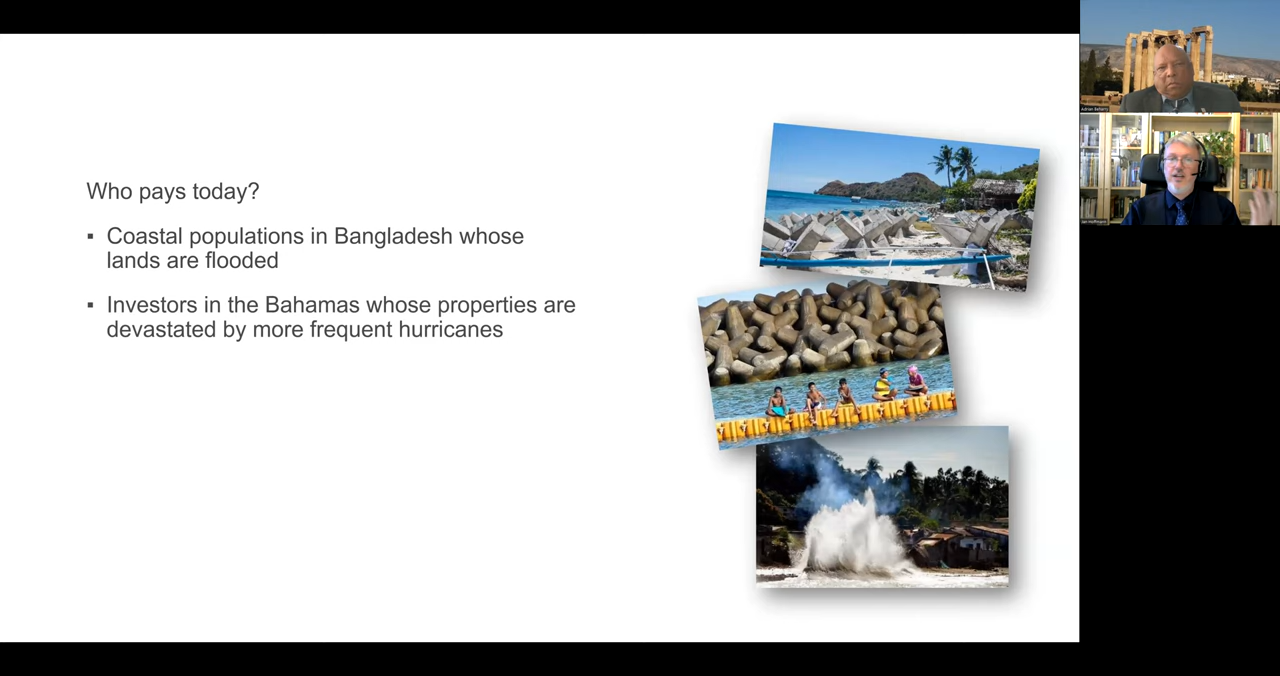 Who pays today?
▪ Coastal populations in Bangladesh whose
lands are flooded
▪ Investors in the Bahamas whose properties are
devastated by more frequent hurricanes